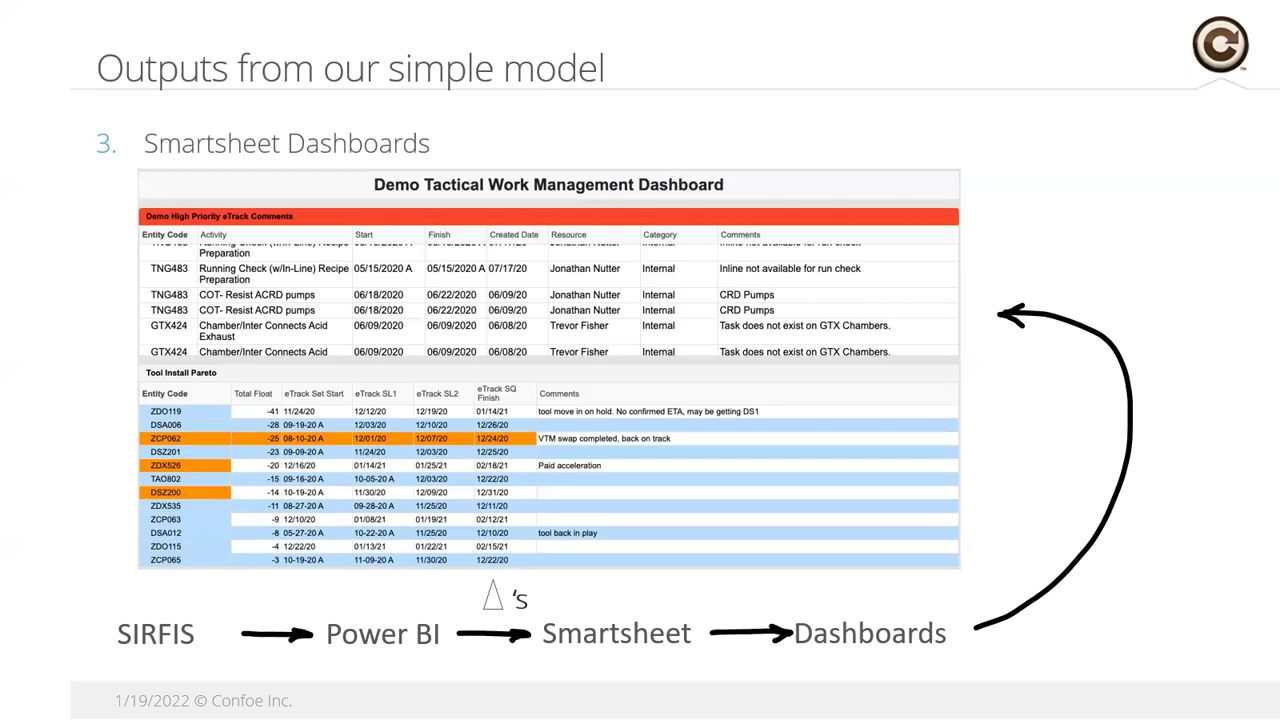 Outputs from our simple model
3. Smartsheet Dashboards
Demo Tactical Work Management Dashboard
Demo High Priority eTrack Comments
Entity Code Activity Start Finish Created Date Resource Category Comments
Preparation
TNG483 Running Check (w/In-Line) Recipe 05/15/2020 A 05/15/2020 A 07/17/20 Jonathan Nutter Internal Inline not available for run check
Preparation
TNG483 COT- Resist ACRD pumps 06/18/2020 06/22/2020 06/09/20 Jonathan Nutter Internal CRD Pumps
TNG483 COT- Resist ACRD pumps 06/18/2020 06/22/2020 06/09/20 Jonathan Nutter Internal CRD Pumps
GTX424 Chamber/Inter Connects Acid 06/09/2020 06/09/2020 06/08/20 Trevor Fisher Internal Task does not exist on GTX Chambers.
Exhaust
GTX424 Chamber/Inter Connects Acid 06/09/2020 06/09/2020 06/08/20 Trevor Fisher Internal Task does not exist on GTX Chambers.
Tool Install Pareto
Entity Code Total Float eTrack Set Start eTrack SL1 eTrack SL2 eTrack SQ Finish Comments
ZDO119 -41 11/24/20 12/12/20 12/19/20 01/14/21 tool move in on hold. No confirmed ETA, may be getting DS1
DSA006 -28 09-19-20 A 12/03/20 12/10/20 12/26/20
ZCP062 -25 08-10-20 A 12/01/20 12/07/20 12/24/20 VTM swap completed, back on track
DSZ201 -23 09-09-20 A 11/24/20 12/03/20 12/25/20
ZDX526 -20 12/16/20 01/14/21 01/25/21 02/18/21 Paid acceleration
TAO802 -15 09-16-20 A 10-05-20 A 12/03/20 12/22/20
DSZ200 -14 10-19-20 A 11/30/20 12/09/20 12/31/20
ZDX535 -11 08-27-20 A 09-28-20 A 11/25/20 12/11/20
ZCP063 -9 12/10/20 01/08/21 01/19/21 02/12/21
DSA012 -8 05-27-20 A 10-22-20 A 11/25/20 12/10/20 tool back in play
ZDO115 -4 12/22/20 01/13/21 01/22/21 02/15/21
ZCP065 -3 10-19-20 A 11-09-20 A 11/30/20 12/22/20
△ ‘s
SIRFIS Power BI Smartsheet Dashboards
1/19/2022 © Confoe Inc.